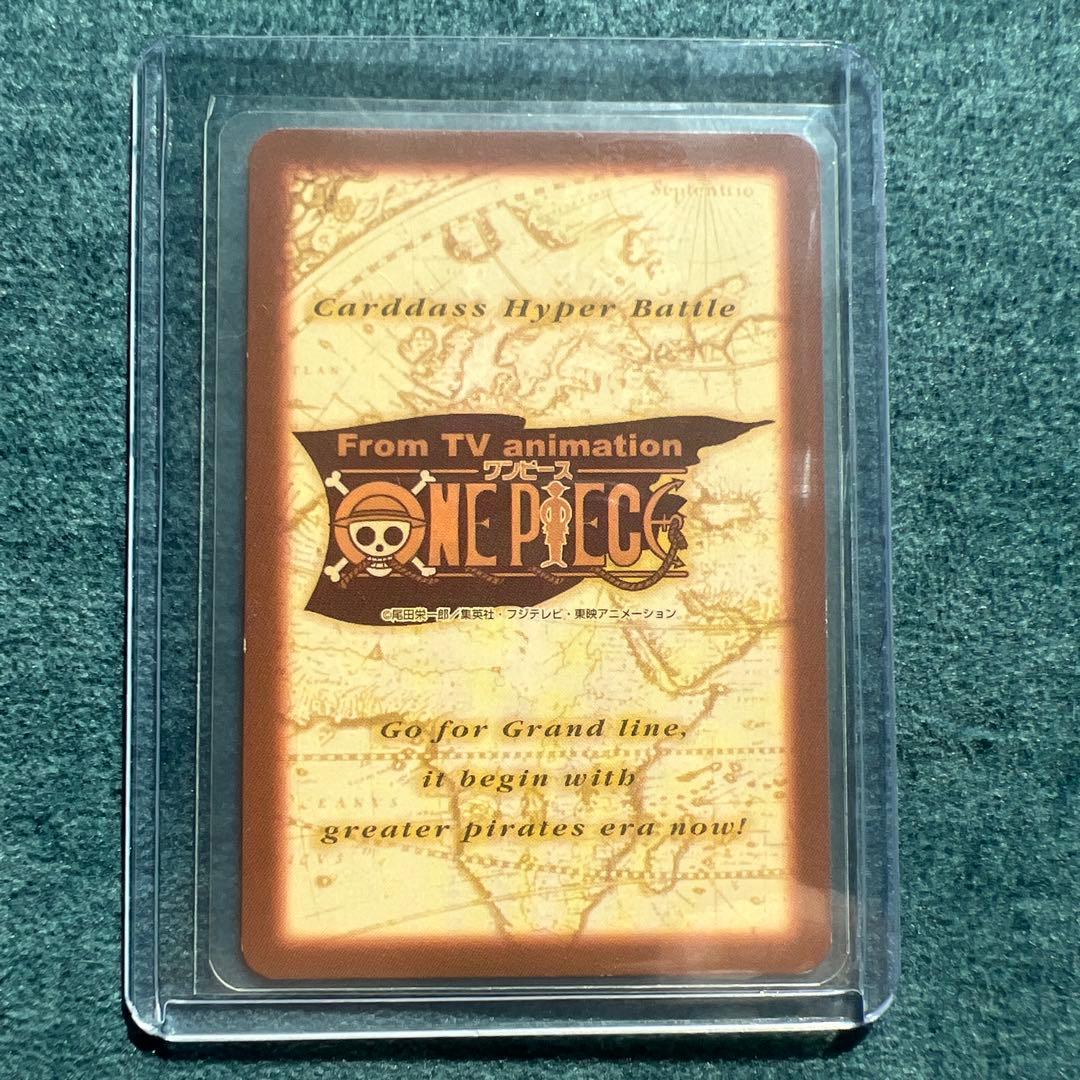 Septentrio
Carddass Hyper Battle
From TV animation
ワンピース
ONE PIECE
©尾田栄一郎／集英社・フジテレビ・東映アニメーション
Go for Grand line,
it begin with
greater pirates era now!